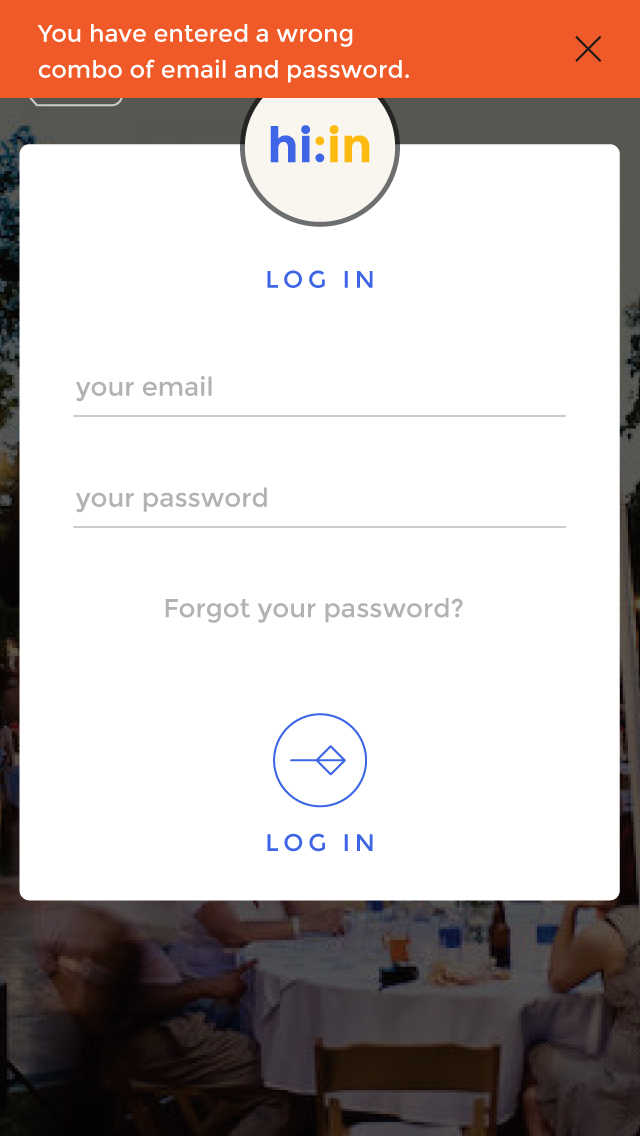 You have entered a wrong
combo of email and password.
hi:in
LOG IN
your email
your password
Forgot your password?
LOG IN